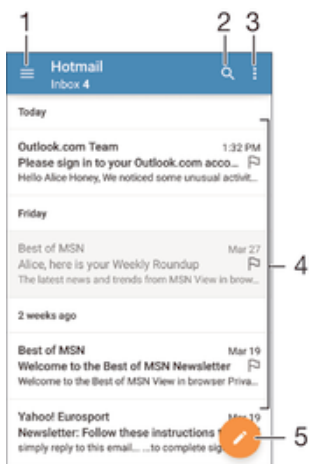 1 2 3
Hotmail
Inbox 4
Today
Outlook.com Team 1:32 PM
Please sign in to your Outlook.com acco...
Hello Alice Honey, We noticed some unusual activit...
Friday
Best of MSN Mar 27
Alice, here is your Weekly Roundup
The latest news and trends from MSN View in brow...
4
2 weeks ago
Best of MSN Mar 19
Welcome to the Best of MSN Newsletter
Welcome to the Best of MSN View in browser Priva...
Yahoo! Eurosport Mar 19
Newsletter: Follow these instructions
simply reply to this email... ...to complete
5